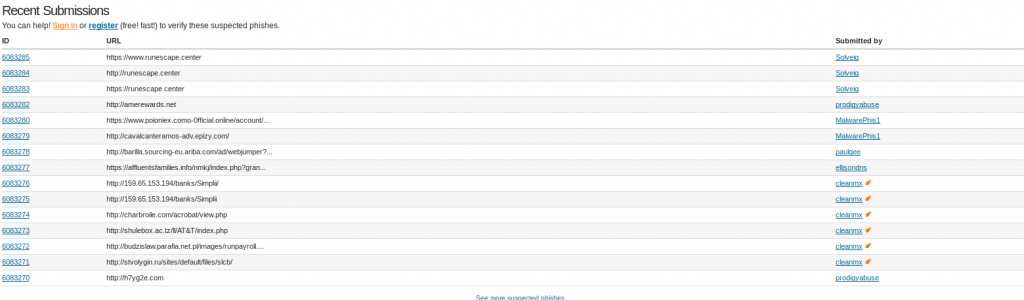 Recent Submissions
You can help! Sign in or register (free! fast!) to verify these suspected phishes.
ID URL Submitted by
6083285 https://www.runescape.center Solveig
6083284 http://runescape.center Solveig
6083283 https://runescape.center Solveig
6083282 http://amerewards.net prodigyabuse
6083280 https://www.poioniex.como-0fficial.online/account/... MalwarePhis1
6083279 http://cavalcanteramos-adv.epizy.com/ MalwarePhis1
6083278 http://barilla.sourcing-eu.ariba.com/ad/webjumper?... paulgee
6083277 https://affluentsfamilies.info/nmkj/index.php?gran... ellisondns
6083276 http://159.65.153.194/banks/Simplii/ cleanmx
6083275 http://159.65.153.194/banks/Simplii cleanmx
6083274 http://charbroile.com/acrobat/view.php cleanmx
6083273 http://shulebox.ac.tz/ll/AT&T/index.php cleanmx
6083272 http://budzislaw.parafia.net.pl/images/runpayroll.... cleanmx
6083271 http://stvolygin.ru/sites/default/files/slcb/ cleanmx
6083270 http://h7yg2e.com prodigyabuse
See more suspected phishes